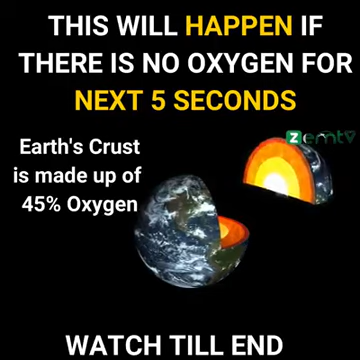 THIS WILL HAPPEN IF
THERE IS NO OXYGEN FOR
NEXT 5 SECONDS
Earth's Crust
is made up of
45% Oxygen
zemtv
WATCH TILL END